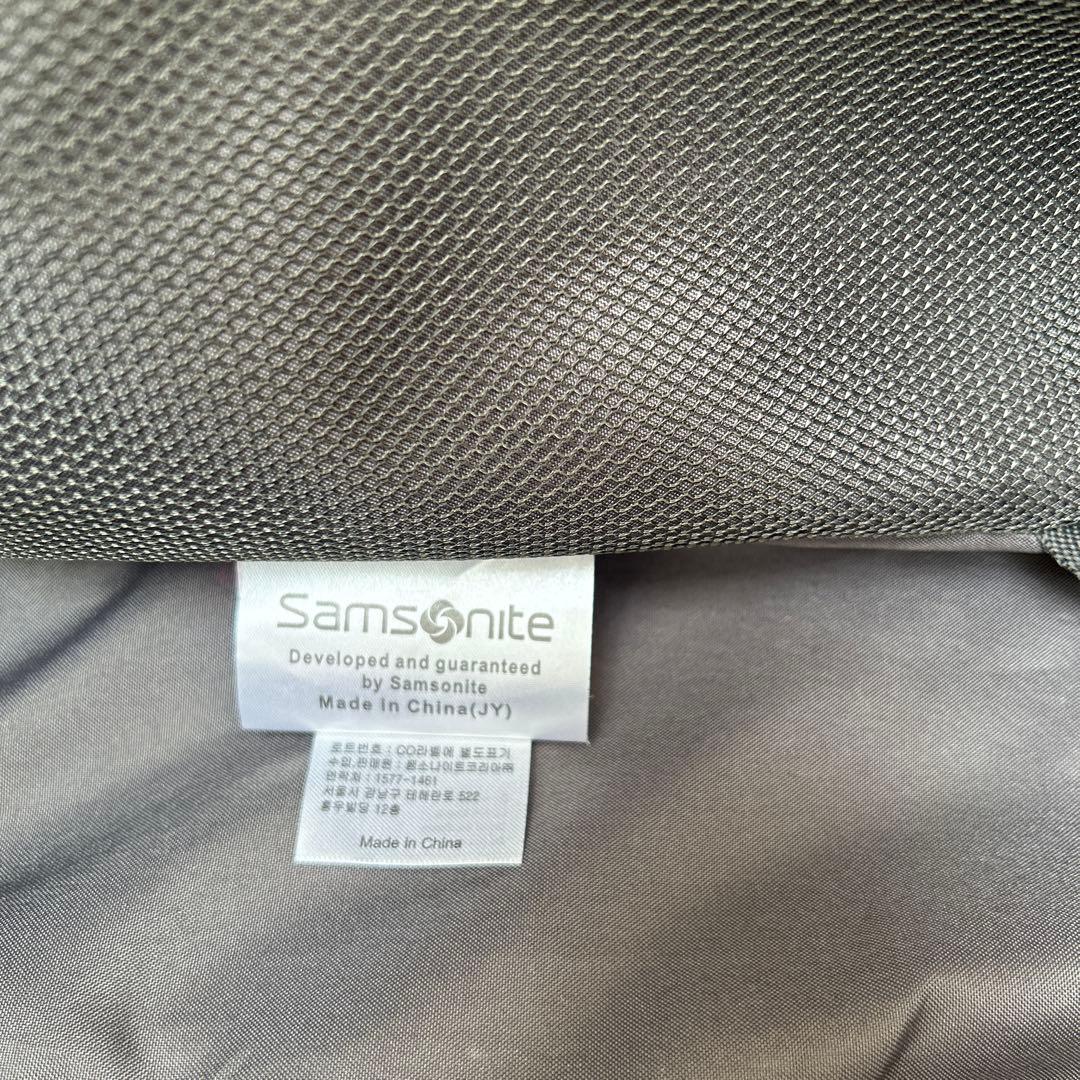 Samsonite
Developed and guaranteed
by Samsonite
Made in China(JY)
로트번호 : CO라벨에 별도표기
수입,판매원 : 쌤소나이트코리아㈜
연락처 : 1577-1461
서울시 강남구 테헤란로 522
홍우빌딩 12층
Made in China